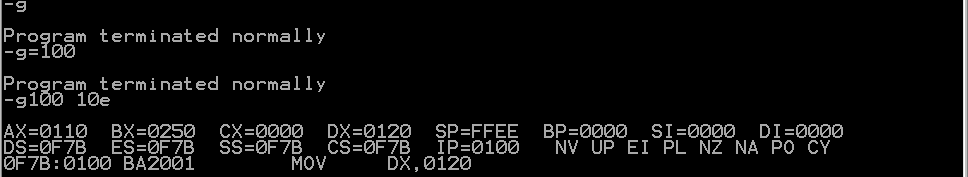 -g
Program terminated normally
-g=100
Program terminated normally
-g100 10e
AX=0110  BX=0250  CX=0000  DX=0120  SP=FFEE  BP=0000  SI=0000  DI=0000
DS=0F7B  ES=0F7B  SS=0F7B  CS=0F7B  IP=0100   NV UP EI PL NZ NA PO CY
0F7B:0100 BA2001        MOV     DX,0120